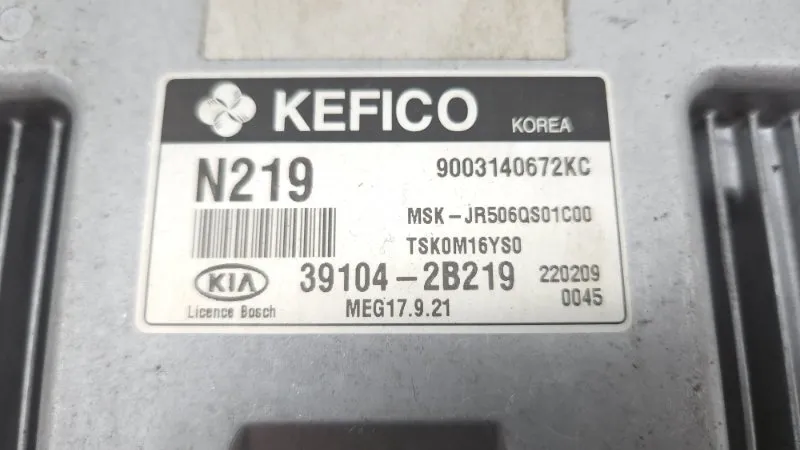 KEFICO KOREA
N219 9003140672KC
MSK-JR506QS01C00
TSK0M16YS0
KIA 39104-2B219 220209
Licence Bosch MEG17.9.21 0045